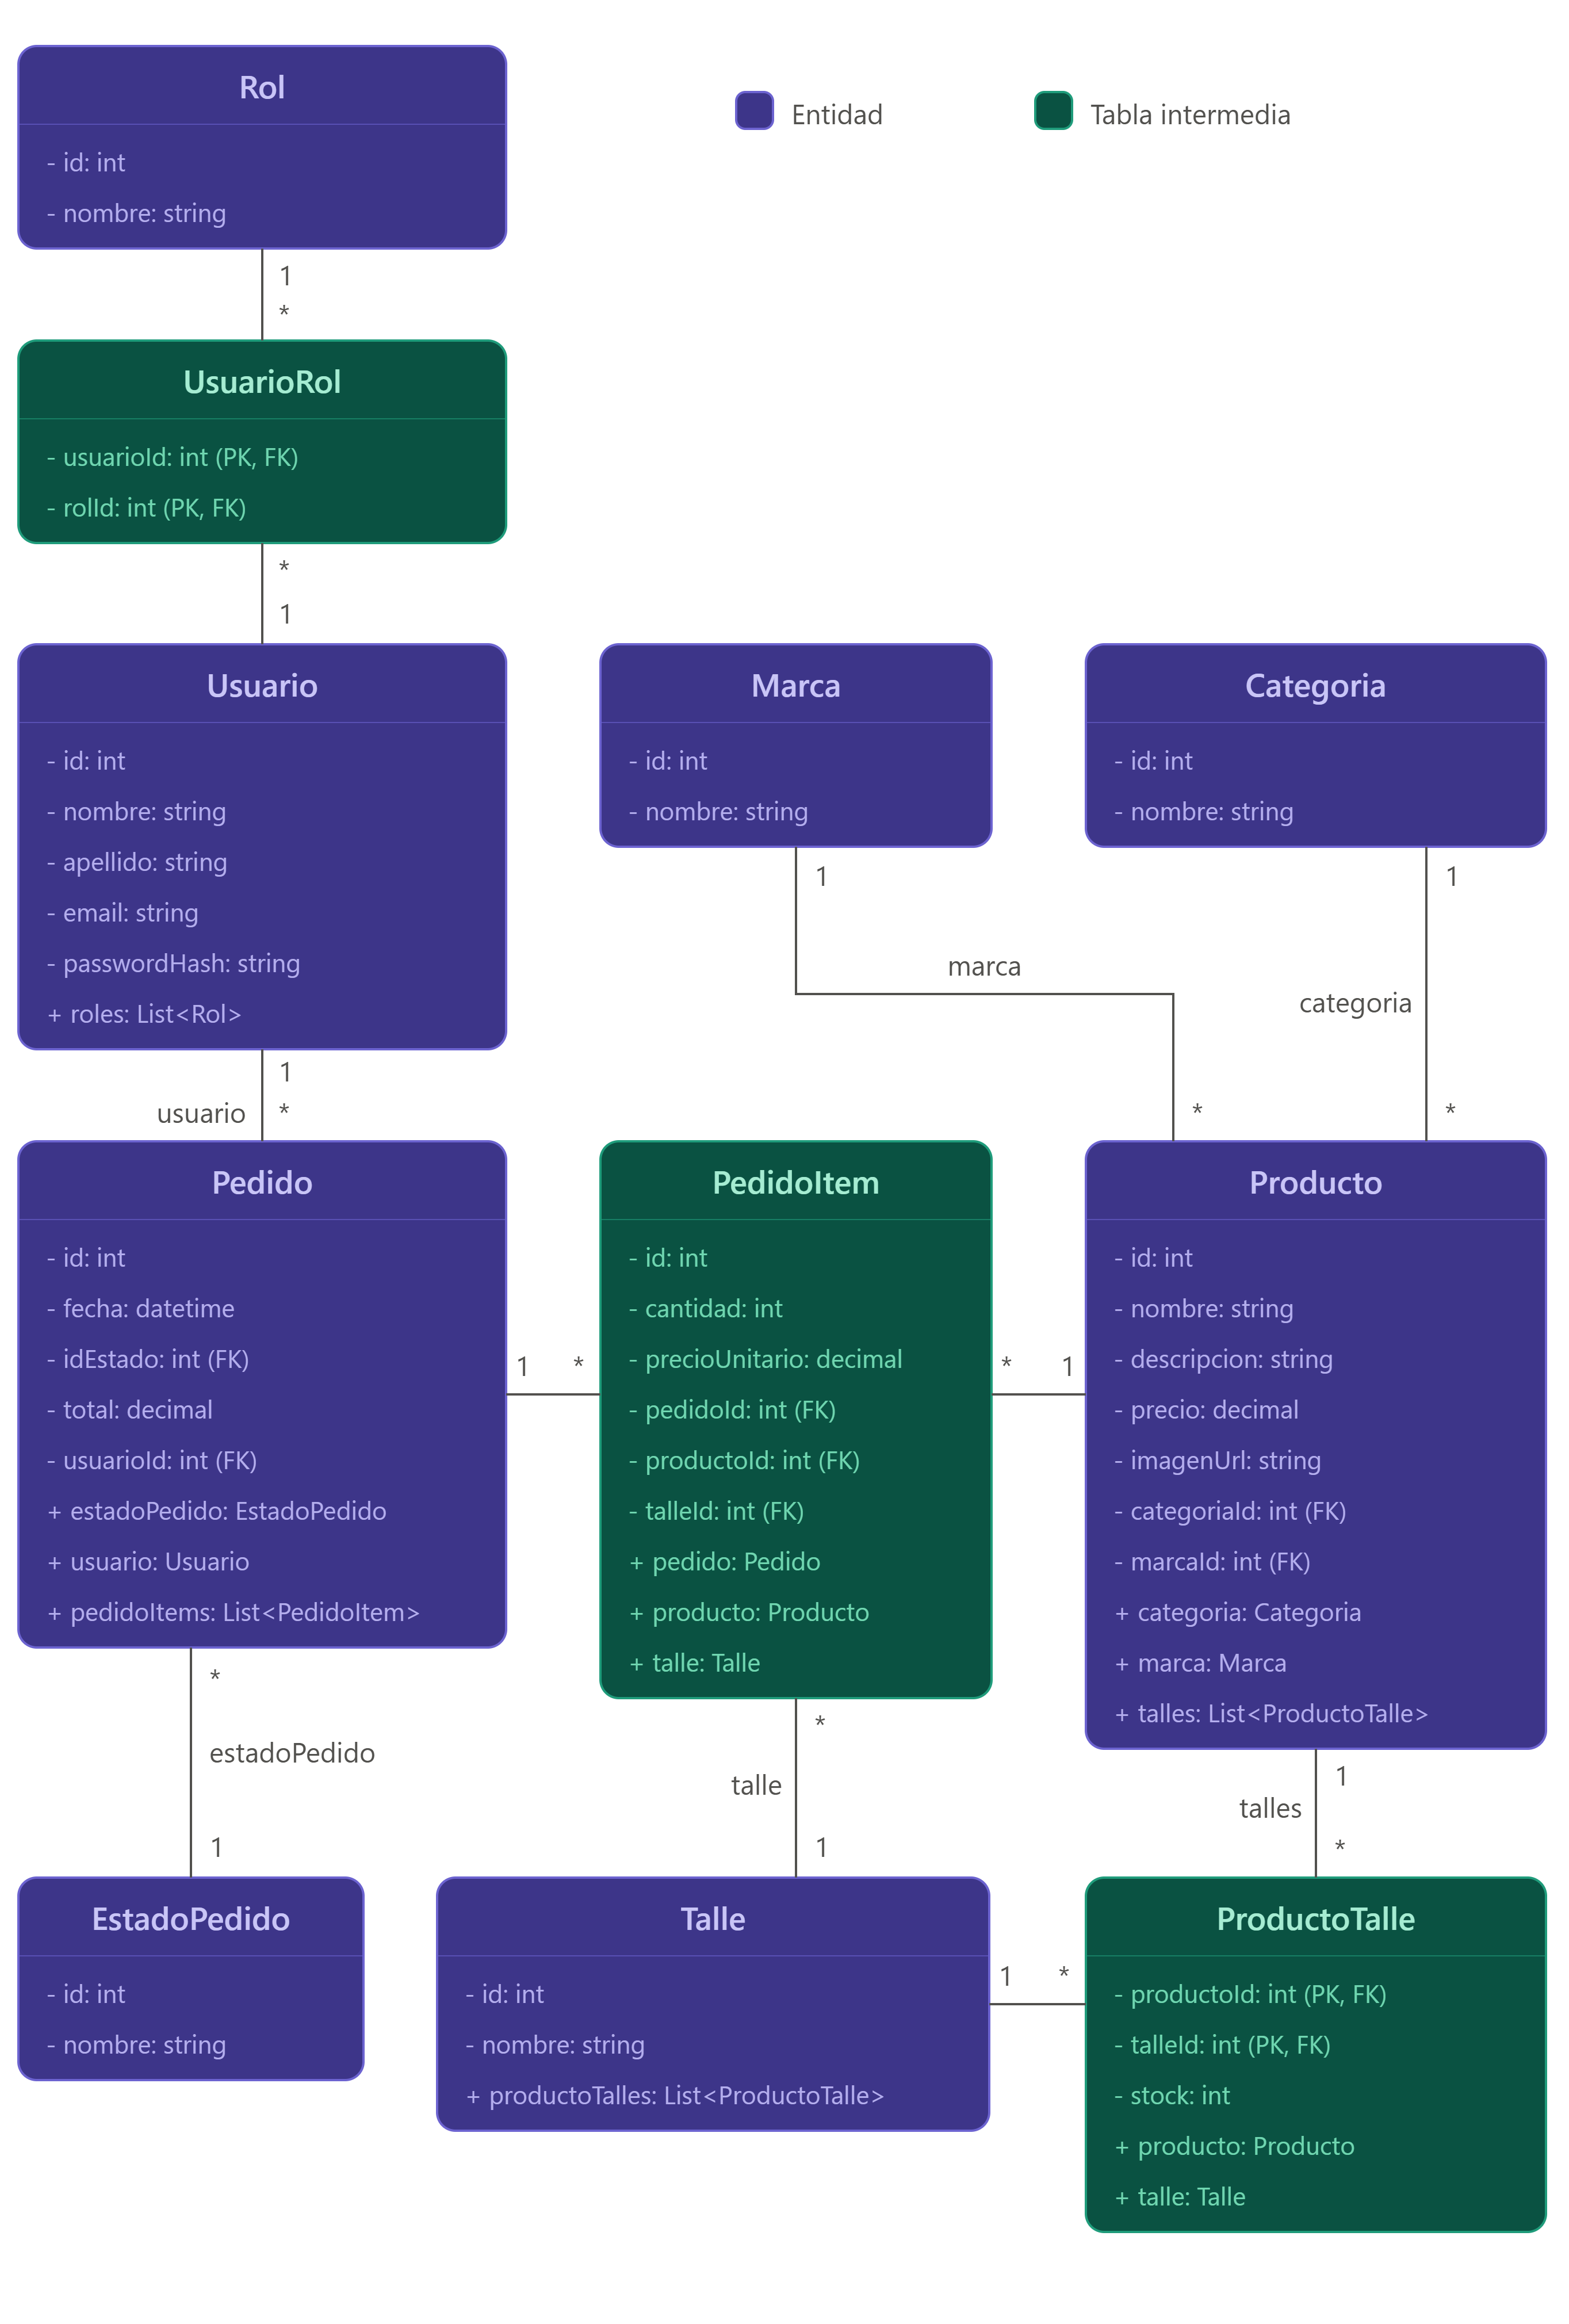 Rol
- id: int
- nombre: string
Entidad
Tabla intermedia
1
*
UsuarioRol
- usuarioId: int (PK, FK)
- rolId: int (PK, FK)
*
1
Usuario
- id: int
- nombre: string
- apellido: string
- email: string
- passwordHash: string
+ roles: List<Rol>
Marca
- id: int
- nombre: string
Categoria
- id: int
- nombre: string
1
marca
*
1
categoria
*
1
usuario *
Pedido
- id: int
- fecha: datetime
- idEstado: int (FK)
- total: decimal
- usuarioId: int (FK)
+ estadoPedido: EstadoPedido
+ usuario: Usuario
+ pedidoItems: List<PedidoItem>
1 *
PedidoItem
- id: int
- cantidad: int
- precioUnitario: decimal
- pedidoId: int (FK)
- productoId: int (FK)
- talleId: int (FK)
+ pedido: Pedido
+ producto: Producto
+ talle: Talle
* 1
Producto
- id: int
- nombre: string
- descripcion: string
- precio: decimal
- imagenUrl: string
- categoriaId: int (FK)
- marcaId: int (FK)
+ categoria: Categoria
+ marca: Marca
+ talles: List<ProductoTalle>
*
estadoPedido
1
*
talle
1
1
talles
*
EstadoPedido
- id: int
- nombre: string
Talle
- id: int
- nombre: string
+ productoTalles: List<ProductoTalle>
1 *
ProductoTalle
- productoId: int (PK, FK)
- talleId: int (PK, FK)
- stock: int
+ producto: Producto
+ talle: Talle